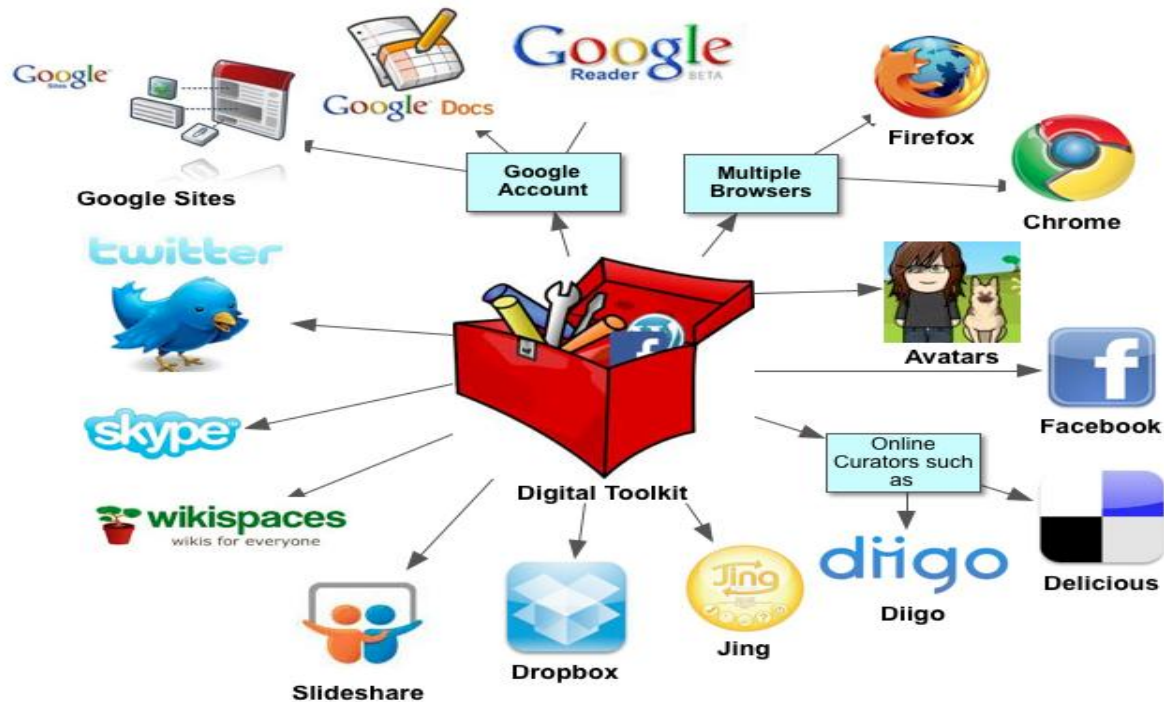 Google
Reader BETA
Google
Sites
Google Docs
Google Sites
Google
Account
Multiple
Browsers
Firefox
Chrome
twitter
Avatars
f
f
Facebook
skype
Digital Toolkit
Online
Curators such
as
wikispaces
wikis for everyone
Jing
diigo
Delicious
Diigo
Jing
Dropbox
Slideshare